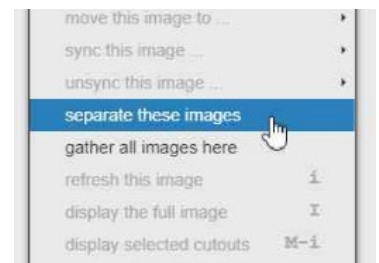 move this image to ...
sync this image ...
unsync this image ...
separate these images
gather all images here
refresh this image i
display the full image I
display selected cutouts M-i